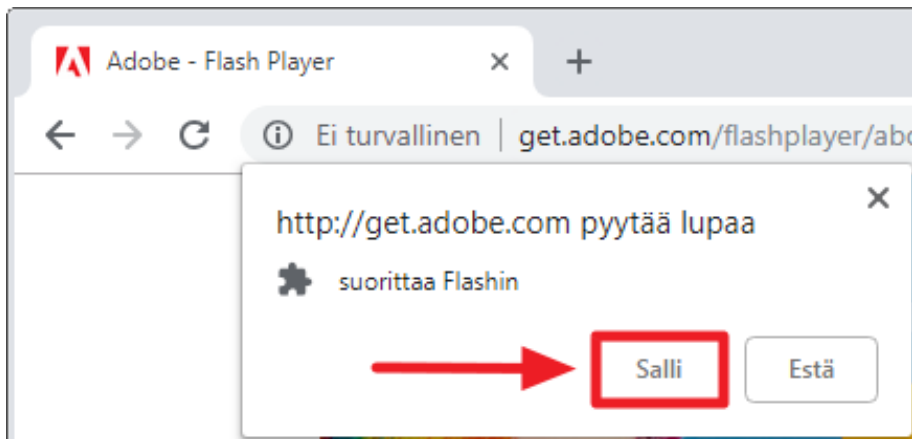 Adobe - Flash Player
Ei turvallinen | get.adobe.com/flashplayer/abo
http://get.adobe.com pyytää lupaa
suorittaa Flashin
Salli Estä